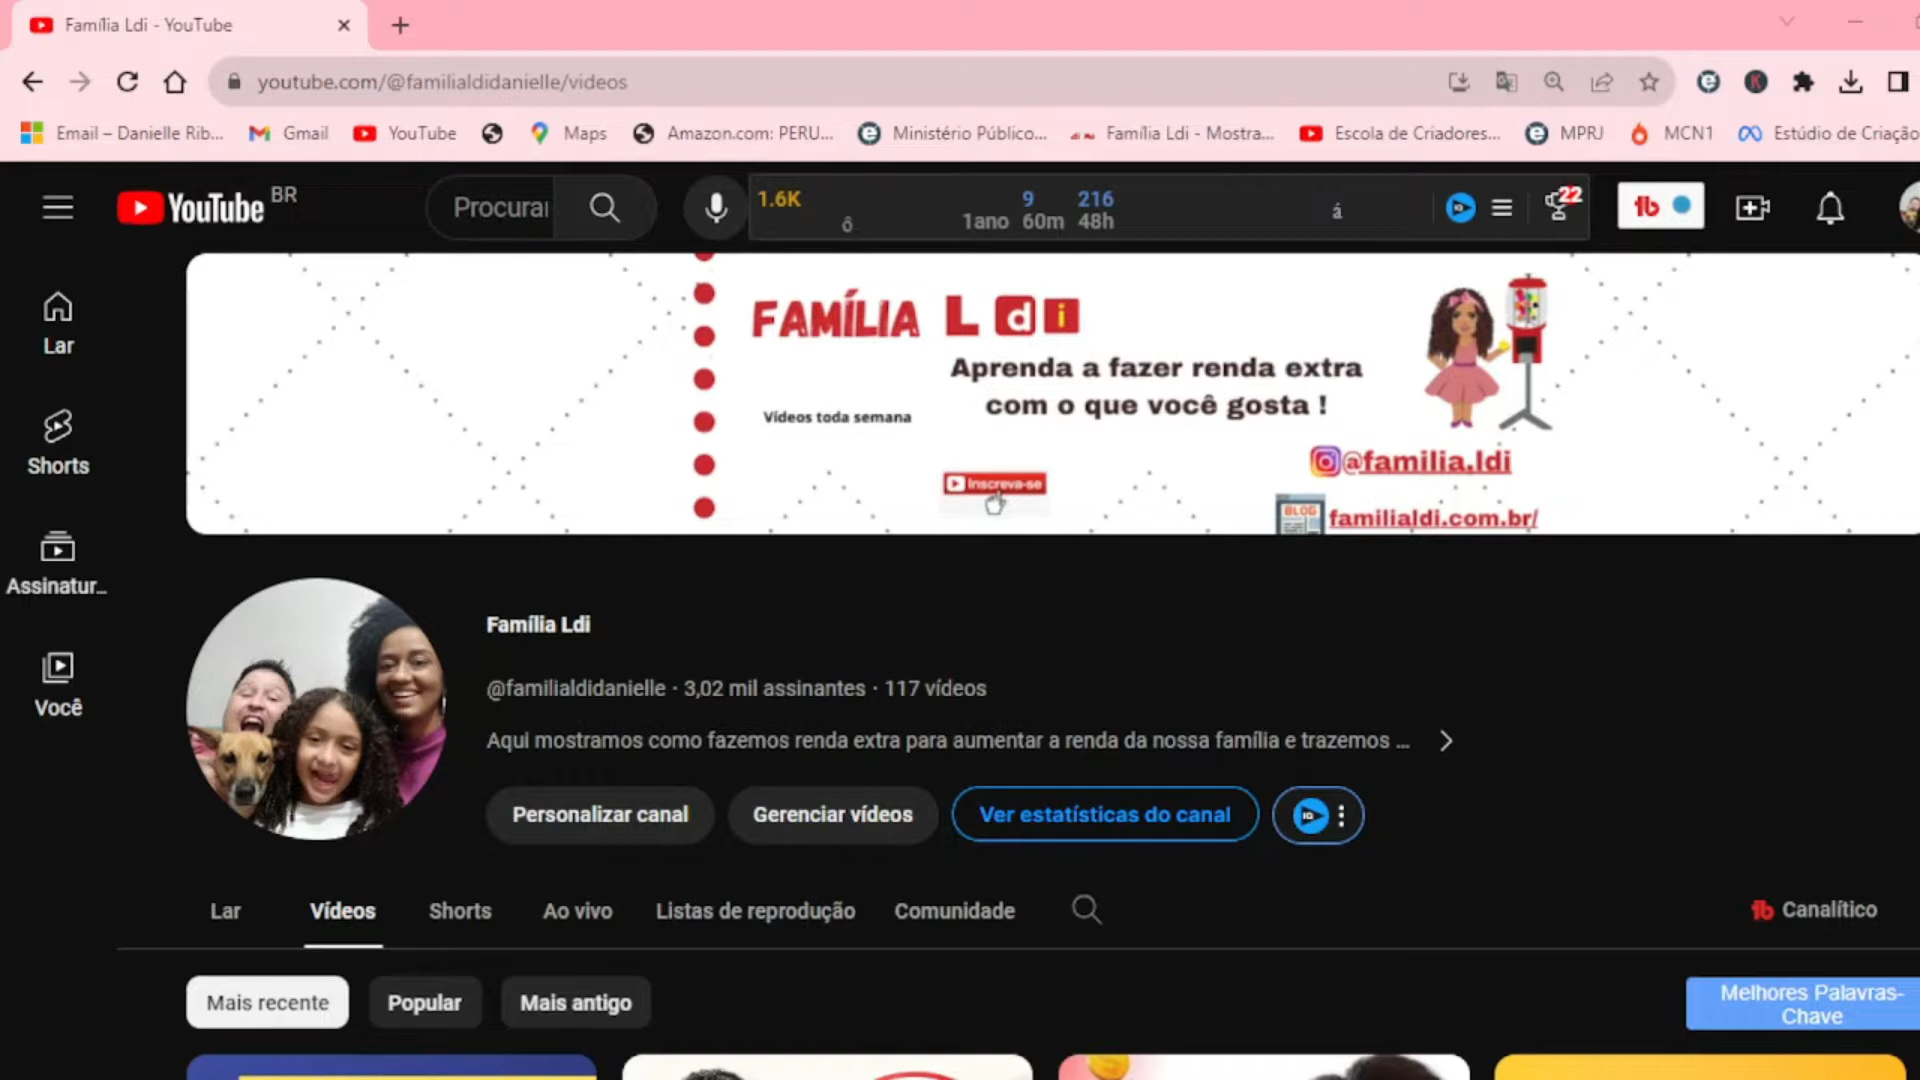 Família Ldi - YouTube
youtube.com/@familialdidanielle/videos
Email – Danielle Rib...
Gmail
YouTube
Maps
Amazon.com: PERU...
Ministério Público...
Família Ldi - Mostra...
Escola de Criadores...
MPRJ
MCN1
Estúdio de Criação
YouTube BR
Procurar
1.6K
ô
1ano
9
60m
216
48h
á
22
Lar
Shorts
Assinatur...
Você
FAMÍLIA L d i
Aprenda a fazer renda extra
com o que você gosta !
Vídeos toda semana
@familia.ldi
Inscreva-se
BLOG
familialdi.com.br/
Família Ldi
@familialdidanielle · 3,02 mil assinantes · 117 vídeos
Aqui mostramos como fazemos renda extra para aumentar a renda da nossa família e trazemos ...
Personalizar canal
Gerenciar vídeos
Ver estatísticas do canal
IQ
Lar
Vídeos
Shorts
Ao vivo
Listas de reprodução
Comunidade
Canalítico
Mais recente
Popular
Mais antigo
Melhores Palavras-
Chave